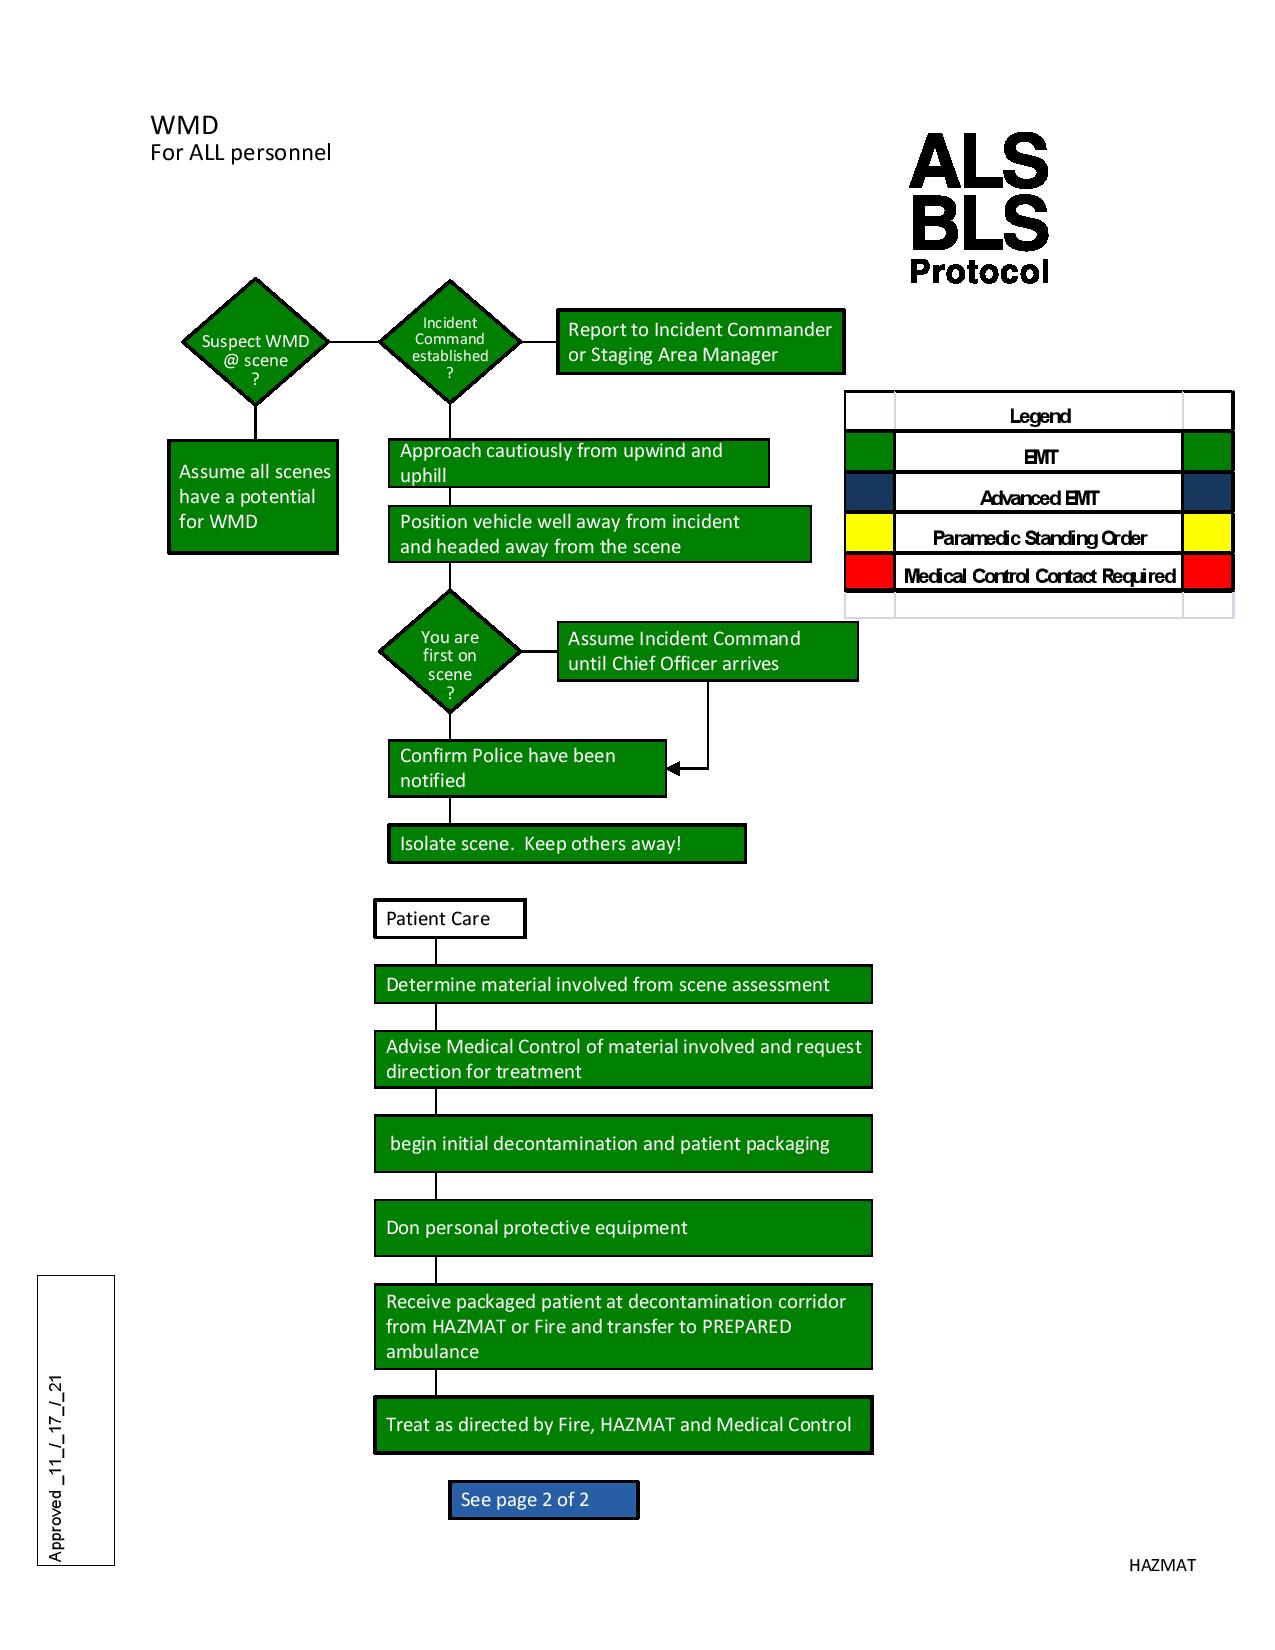 WMD
For ALL personnel
ALS
BLS
Protocol
Suspect WMD
@ scene
?
Incident
Command
established
?
Report to Incident Commander
or Staging Area Manager
Assume all scenes
have a potential
for WMD
Approach cautiously from upwind and
uphill
Position vehicle well away from incident
and headed away from the scene
Legend
EMT
Advanced EMT
Paramedic Standing Order
Medical Control Contact Required
You are
first on
scene
?
Assume Incident Command
until Chief Officer arrives
Confirm Police have been
notified
Isolate scene.  Keep others away!
Patient Care
Determine material involved from scene assessment
Advise Medical Control of material involved and request
direction for treatment
begin initial decontamination and patient packaging
Don personal protective equipment
Receive packaged patient at decontamination corridor
from HAZMAT or Fire and transfer to PREPARED
ambulance
Treat as directed by Fire, HAZMAT and Medical Control
See page 2 of 2
Approved _11_/_17_/_21
HAZMAT